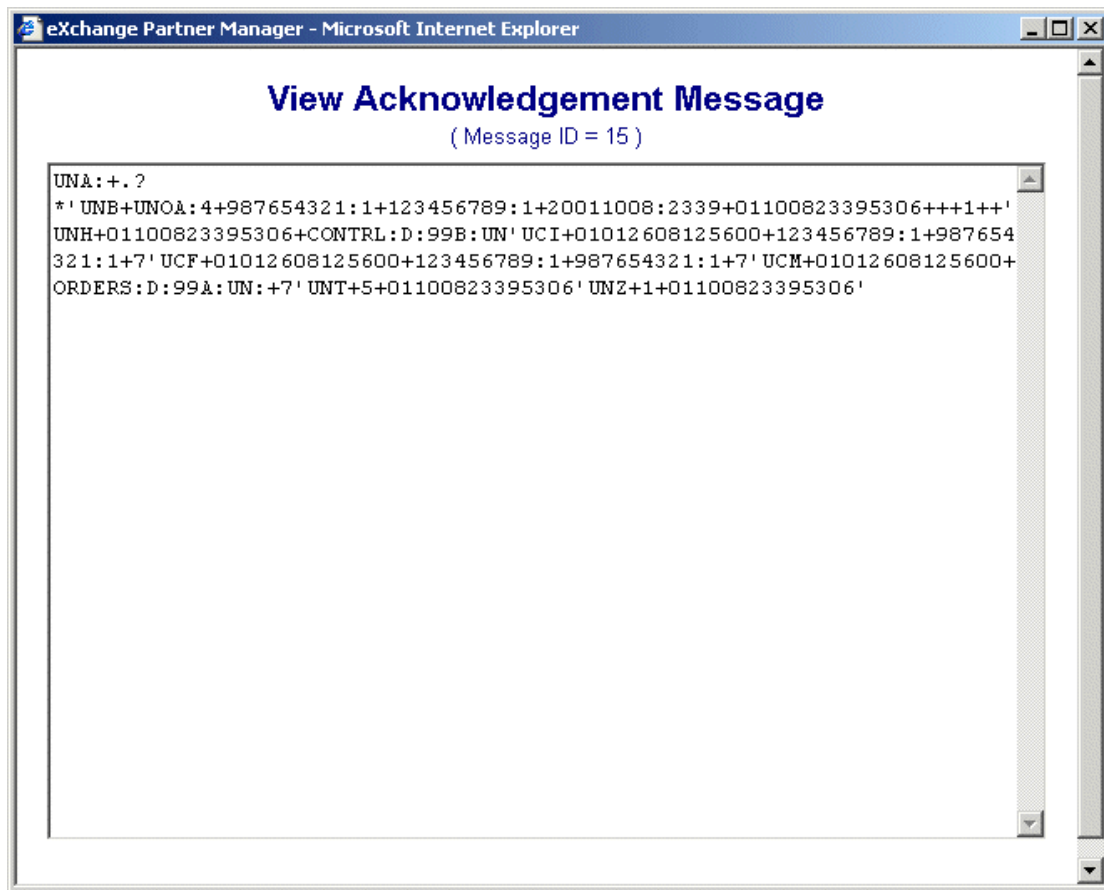 eXchange Partner Manager - Microsoft Internet Explorer
View Acknowledgement Message
( Message ID = 15 )
UNA:+.?
*'UNB+UNOA:4+987654321:1+123456789:1+20011008:2339+01100823395306+++1++'
UNH+01100823395306+CONTRL:D:99B:UN'UCI+01012608125600+123456789:1+987654
321:1+7'UCF+01012608125600+123456789:1+987654321:1+7'UCM+01012608125600+
ORDERS:D:99A:UN:+7'UNT+5+01100823395306'UNZ+1+01100823395306'